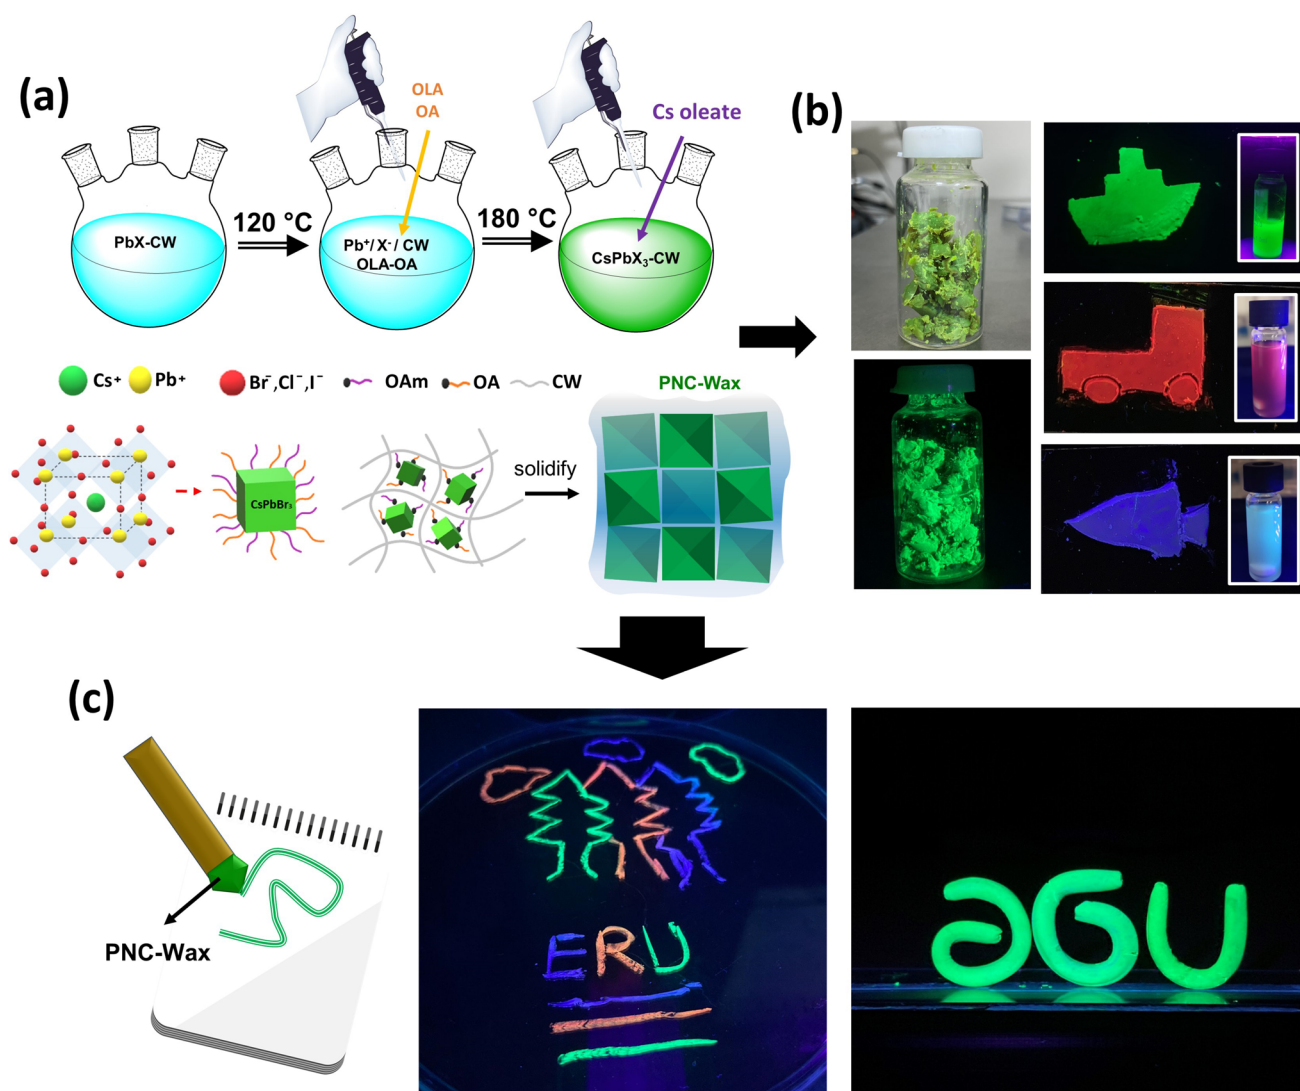 (a)
OLA
OA
Cs oleate
PbX-CW
120 °C
Pb⁺/ X⁻/ CW
OLA-OA
180 °C
CsPbX₃-CW
Cs+
Pb+
Br⁻,Cl⁻,I⁻
OAm
OA
CW
CsPbBr₃
solidify
PNC-Wax
(b)
(c)
PNC-Wax
ERU
aGU